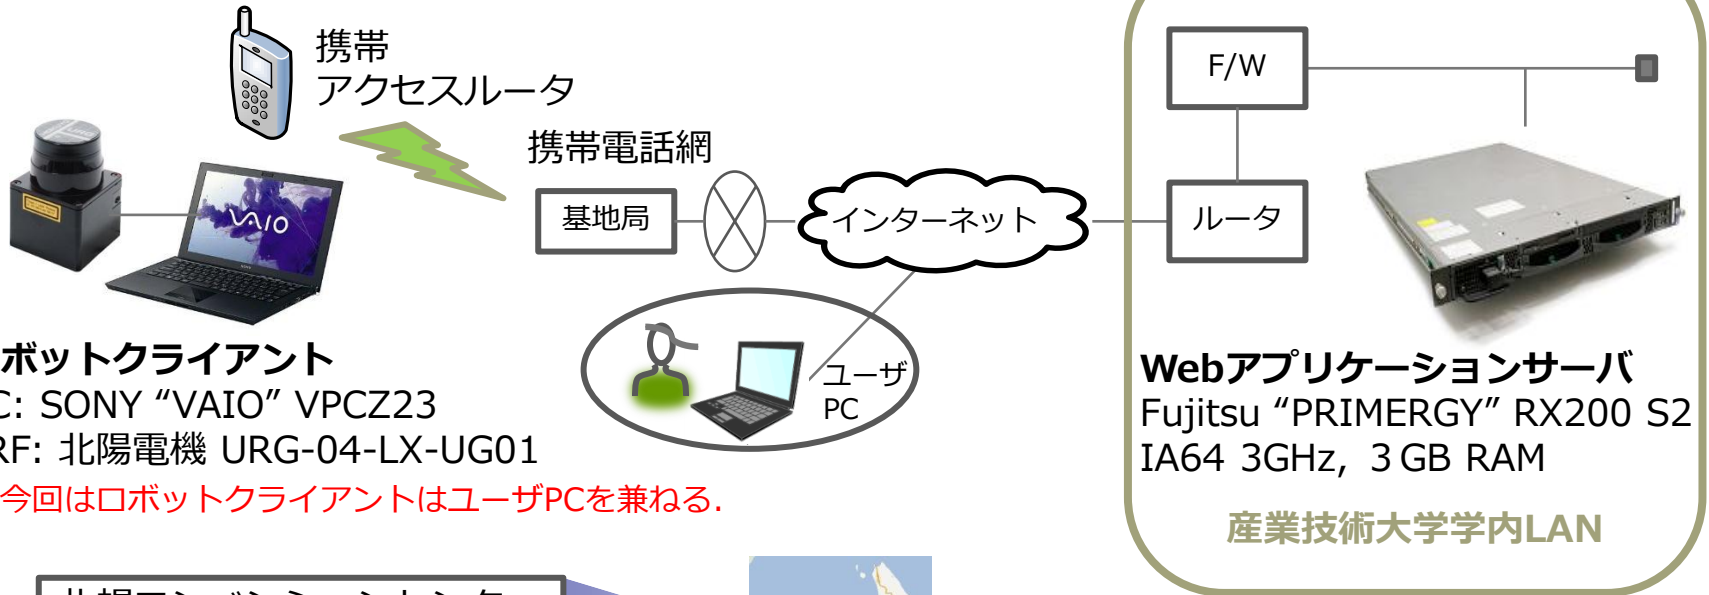 携帯
アクセスルータ
携帯電話網
基地局
インターネット
F/W
ルータ
VAIO
ユーザ
PC
ボットクライアント
C: SONY “VAIO” VPCZ23
RF: 北陽電機 URG-04-LX-UG01
今回はロボットクライアントはユーザPCを兼ねる.
Webアプリケーションサーバ
Fujitsu “PRIMERGY” RX200 S2
IA64 3GHz, 3GB RAM
産業技術大学学内LAN